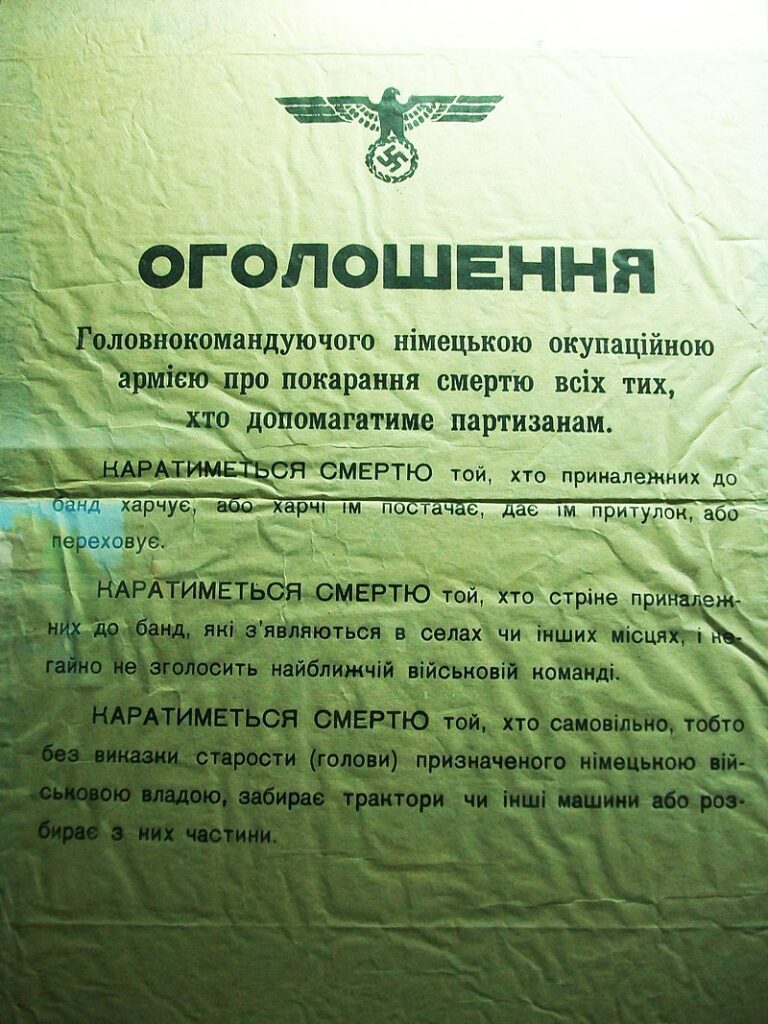 ОГОЛОШЕННЯ
Головнокомандуючого німецькою окупаційною
армією про покарання смертю всіх тих,
хто допомагатиме партизанам.
КАРАТИМЕТЬСЯ СМЕРТЮ той, хто приналежних до
банд харчує, або харчі їм постачає, дає їм притулок, або
переховує.
КАРАТИМЕТЬСЯ СМЕРТЮ той, хто стріне приналеж-
них до банд, які з'являються в селах чи інших місцях, і не-
гайно не зголосить найближчій військовій команді.
КАРАТИМЕТЬСЯ СМЕРТЮ той, хто самовільно, тобто
без виказки старости (голови) призначеного німецькою вій-
ськовою владою, забирає трактори чи інші машини або роз-
бирає з них частини.